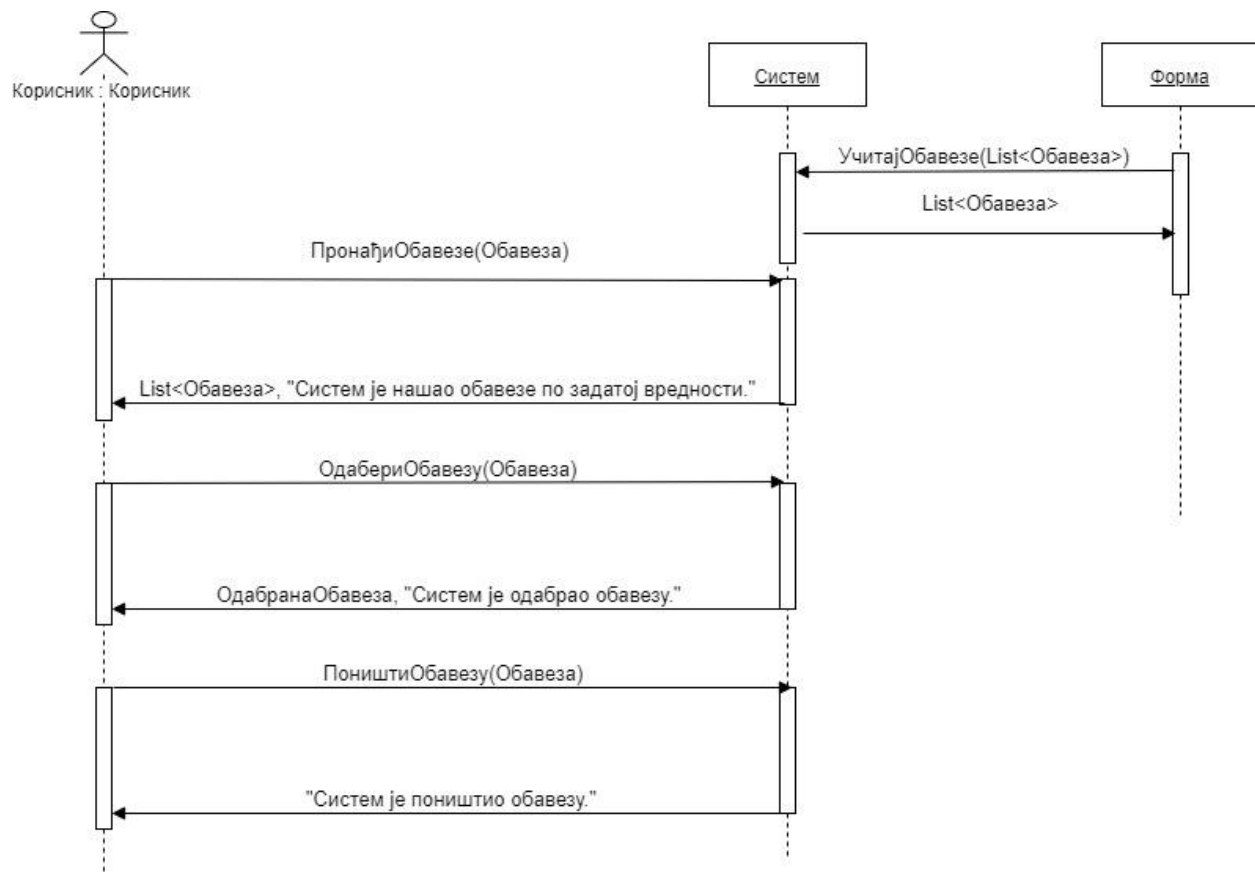 Корисник : Корисник
Систем
Форма
УчитајОбавезе(List<Обавеза>)
List<Обавеза>
ПронађиОбавезе(Обавеза)
List<Обавеза>, "Систем је нашао обавезе по задатој вредности."
ОдабериОбавезу(Обавеза)
ОдабранаОбавеза, "Систем је одабрао обавезу."
ПоништиОбавезу(Обавеза)
"Систем је поништио обавезу."